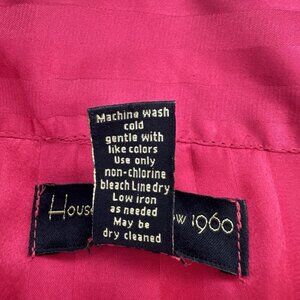 Machine wash
cold
gentle with
like colors
Use only
non-chlorine
bleach Line dry
Low iron
as needed
May be
dry cleaned
House
ow 1960